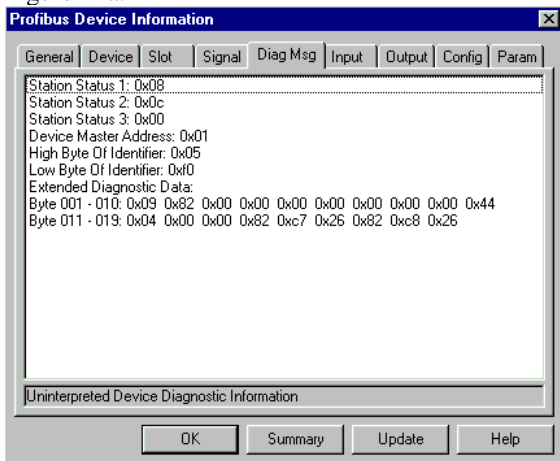 Profibus Device Information
General Device Slot Signal Diag Msg Input Output Config Param
Station Status 1: 0x08
Station Status 2: 0x0c
Station Status 3: 0x00
Device Master Address: 0x01
High Byte Of Identifier: 0x05
Low Byte Of Identifier: 0xf0
Extended Diagnostic Data:
Byte 001 - 010: 0x09 0x82 0x00 0x00 0x00 0x00 0x00 0x00 0x00 0x44
Byte 011 - 019: 0x04 0x00 0x00 0x82 0xc7 0x26 0x82 0xc8 0x26
Uninterpreted Device Diagnostic Information
OK Summary Update Help